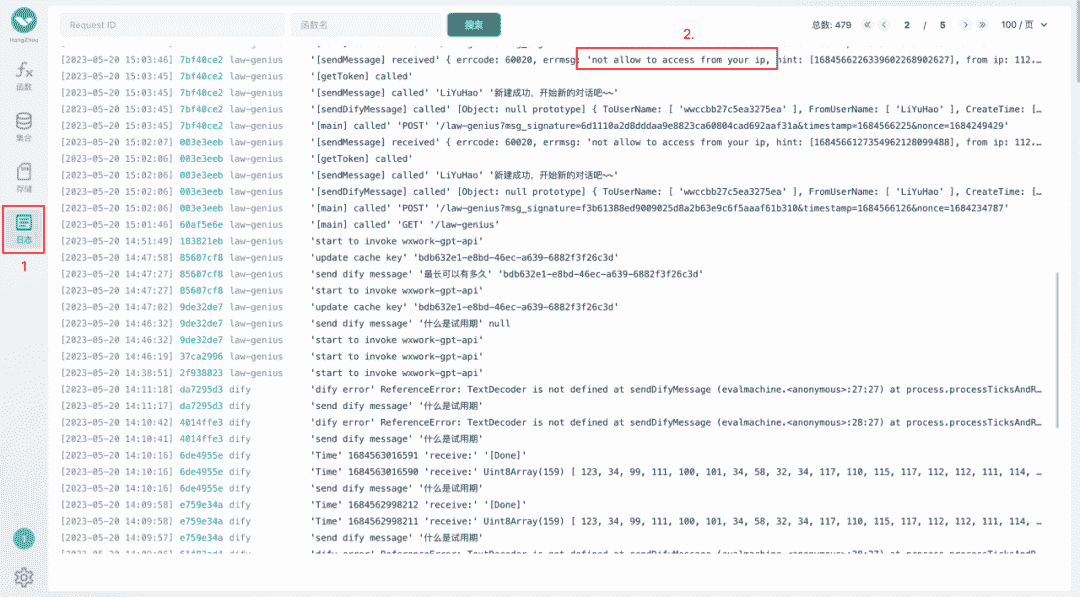 HangZhou
函数
集合
存储
日志
1
Request ID
函数名
搜索
总数: 479
2 / 5
100 / 页
2.
[2023-05-20 15:03:46] 7bf40ce2 law-genius '[sendMessage] received' { errcode: 60020, errmsg: 'not allow to access from your ip, hint: [1684566226339602268902627], from ip: 112...
[2023-05-20 15:03:46] 7bf40ce2 law-genius '[getToken] called'
[2023-05-20 15:03:45] 7bf40ce2 law-genius '[sendMessage] called' 'LiYuHao' '新建成功，开始新的对话吧~~'
[2023-05-20 15:03:45] 7bf40ce2 law-genius '[sendDifyMessage] called' [Object: null prototype] { ToUserName: [ 'wwccbb27c5ea3275ea' ], FromUserName: [ 'LiYuHao' ], CreateTime: […
[2023-05-20 15:03:45] 7bf40ce2 law-genius '[main] called' 'POST' '/law-genius?msg_signature=6d1110a2d8dddaa9e8823ca60804cad692aaf31a&timestamp=1684566225&nonce=1684249429'
[2023-05-20 15:02:07] 003e3eeb law-genius '[sendMessage] received' { errcode: 60020, errmsg: 'not allow to access from your ip, hint: [1684566127354962128099488], from ip: 112...
[2023-05-20 15:02:06] 003e3eeb law-genius '[getToken] called'
[2023-05-20 15:02:06] 003e3eeb law-genius '[sendMessage] called' 'LiYuHao' '新建成功，开始新的对话吧~~'
[2023-05-20 15:02:06] 003e3eeb law-genius '[sendDifyMessage] called' [Object: null prototype] { ToUserName: [ 'wwccbb27c5ea3275ea' ], FromUserName: [ 'LiYuHao' ], CreateTime: […
[2023-05-20 15:02:06] 003e3eeb law-genius '[main] called' 'POST' '/law-genius?msg_signature=f3b61388ed9009025d8a2b63e9c6f5aaaf61b310&timestamp=1684566126&nonce=1684234787'
[2023-05-20 15:01:46] 60af5e6e law-genius '[main] called' 'GET' '/law-genius'
[2023-05-20 14:51:49] 183821eb law-genius 'start to invoke wxwork-gpt-api'
[2023-05-20 14:47:58] 85607cf8 law-genius 'update cache key' 'bdb632e1-e8bd-46ec-a639-6882f3f26c3d'
[2023-05-20 14:47:27] 85607cf8 law-genius 'send dify message' '最长可以有多久' 'bdb632e1-e8bd-46ec-a639-6882f3f26c3d'
[2023-05-20 14:47:27] 85607cf8 law-genius 'start to invoke wxwork-gpt-api'
[2023-05-20 14:47:02] 9de32de7 law-genius 'update cache key' 'bdb632e1-e8bd-46ec-a639-6882f3f26c3d'
[2023-05-20 14:46:32] 9de32de7 law-genius 'send dify message' '什么是试用期' null
[2023-05-20 14:46:32] 9de32de7 law-genius 'start to invoke wxwork-gpt-api'
[2023-05-20 14:46:19] 37ca2996 law-genius 'start to invoke wxwork-gpt-api'
[2023-05-20 14:38:51] 2f938823 law-genius 'start to invoke wxwork-gpt-api'
[2023-05-20 14:11:18] da7295d3 dify 'dify error' ReferenceError: TextDecoder is not defined at sendDifyMessage (evalmachine.<anonymous>:27:27) at process.processTicksAndR…
[2023-05-20 14:11:17] da7295d3 dify 'send dify message' '什么是试用期'
[2023-05-20 14:10:42] 4014ffe3 dify 'dify error' ReferenceError: TextDecoder is not defined at sendDifyMessage (evalmachine.<anonymous>:28:27) at process.processTicksAndR…
[2023-05-20 14:10:41] 4014ffe3 dify 'send dify message' '什么是试用期'
[2023-05-20 14:10:16] 6de4955e dify 'Time' 1684563016591 'receive:' '[Done]'
[2023-05-20 14:10:16] 6de4955e dify 'Time' 1684563016590 'receive:' Uint8Array(159) [ 123, 34, 99, 111, 100, 101, 34, 58, 32, 34, 117, 110, 115, 117, 112, 112, 111, 114, …
[2023-05-20 14:10:16] 6de4955e dify 'send dify message' '什么是试用期'
[2023-05-20 14:09:58] e759e34a dify 'Time' 1684562998212 'receive:' '[Done]'
[2023-05-20 14:09:58] e759e34a dify 'Time' 1684562998211 'receive:' Uint8Array(159) [ 123, 34, 99, 111, 100, 101, 34, 58, 32, 34, 117, 110, 115, 117, 112, 112, 111, 114, …
[2023-05-20 14:09:57] e759e34a dify 'send dify message' '什么是试用期'